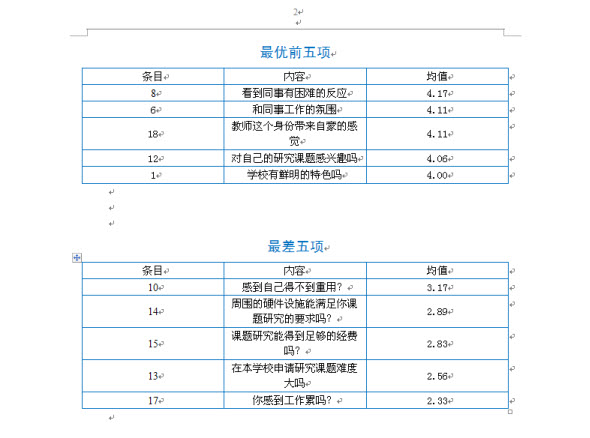 2
最优前五项
条目 内容 均值
8 看到同事有困难的反应 4.17
6 和同事工作的氛围 4.11
教师这个身份带来自豪的感
18 觉 4.11
12 对自己的研究课题感兴趣吗 4.06
1 学校有鲜明的特色吗 4.00
最差五项
条目 内容 均值
10 感到自己得不到重用？ 3.17
周围的硬件设施能满足你课
14 题研究的要求吗？ 2.89
课题研究能得到足够的经费
15 吗？ 2.83
在本学校申请研究课题难度
13 大吗 2.56
17 你感到工作累吗？ 2.33